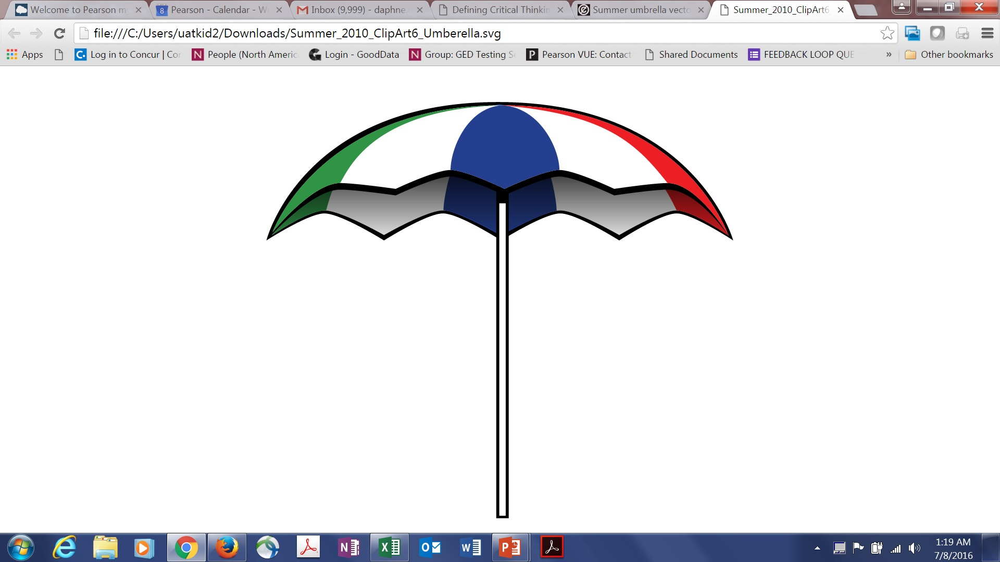 Welcome to Pearson m
8 Pearson - Calendar - W
Inbox (9,999) - daphne.
Defining Critical Thinkin
Summer umbrella vecto
Summer_2010_ClipArt6
file:///C:/Users/uatkid2/Downloads/Summer_2010_ClipArt6_Umberella.svg
Apps
C. Log in to Concur | Co
N People (North Americ
Login - GoodData
N Group: GED Testing S
P Pearson VUE: Contact
Shared Documents
FEEDBACK LOOP QUE
»
Other bookmarks
N
X
O
W
P
1:19 AM
7/8/2016